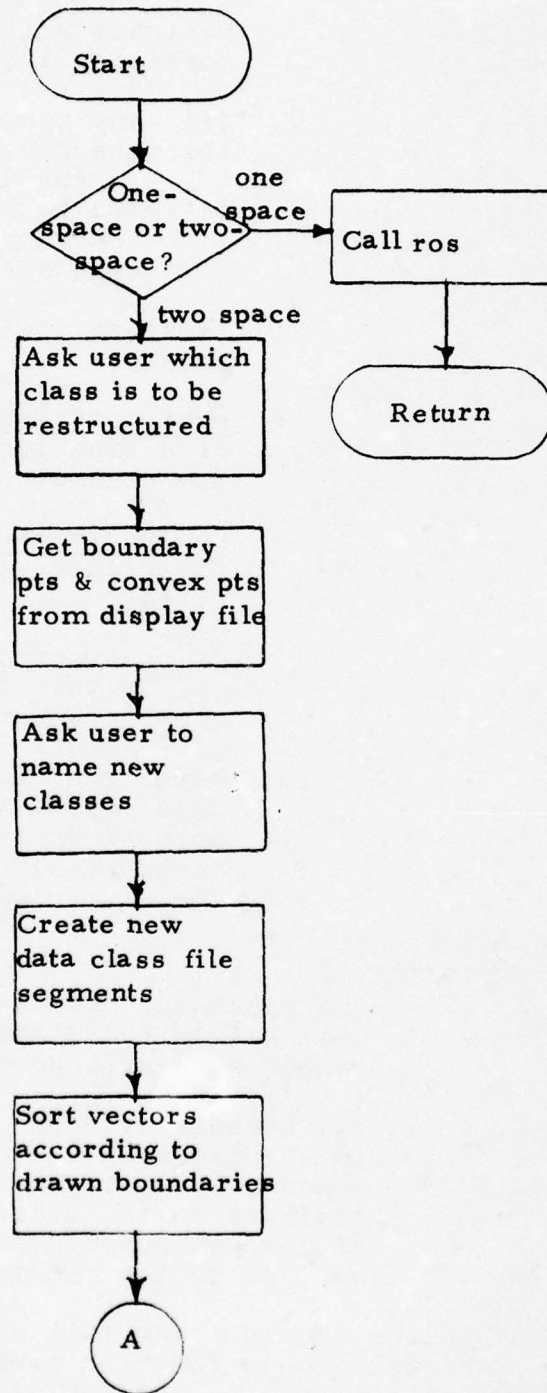 Start
One-
space or two-
space?
one
space
Call ros
Return
two space
Ask user which
class is to be
restructured
Get boundary
pts & convex pts
from display file
Ask user to
name new
classes
Create new
data class file
segments
Sort vectors
according to
drawn boundaries
A